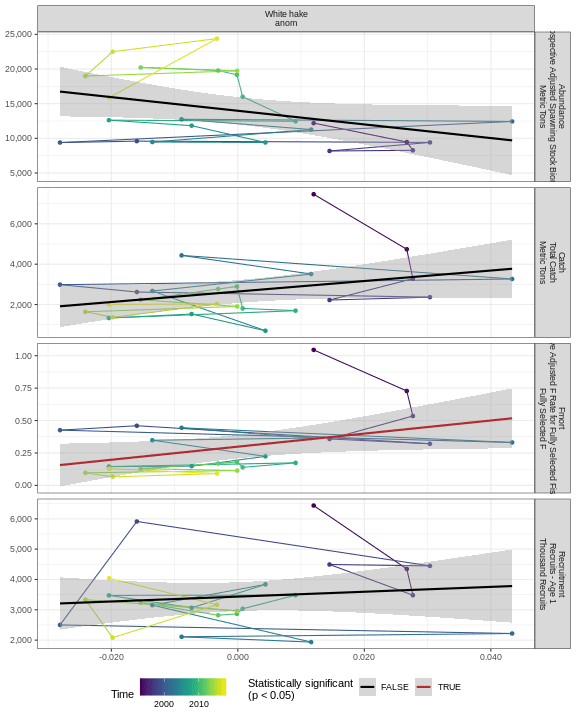 White hake
anom
25,000
20,000
15,000
10,000
5,000
Abundance
Adjusted Spawning Stock
Metric Tons
6,000
4,000
2,000
Catch
Total Catch
Metric Tons
1.00
0.75
0.50
0.25
0.00
Fmort
Adjusted F Rate for Fully Selected
Fully Selected F
6,000
5,000
4,000
3,000
2,000
Recruitment
Recruits - Age 1
Thousand Recruits
-0.020
0.000
0.020
0.040
Time
2000
2010
Statistically significant
(p < 0.05)
FALSE
TRUE